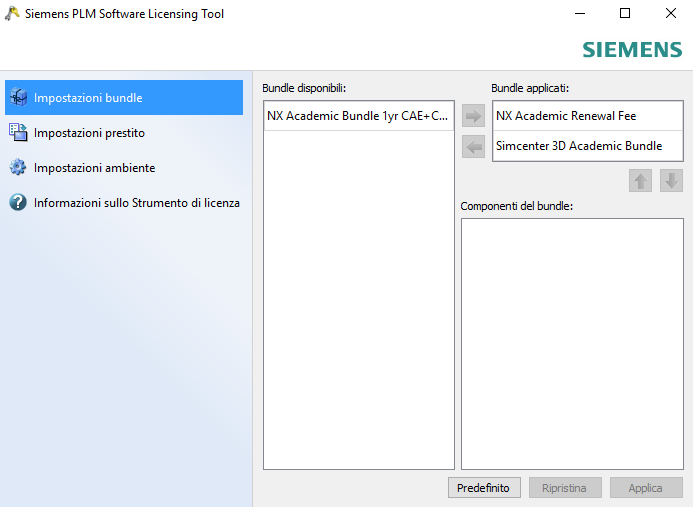 Siemens PLM Software Licensing Tool
SIEMENS
Impostazioni bundle
Impostazioni prestito
Impostazioni ambiente
Informazioni sullo Strumento di licenza
Bundle disponibili:
NX Academic Bundle 1yr CAE+C...
Bundle applicati:
NX Academic Renewal Fee
Simcenter 3D Academic Bundle
Componenti del bundle:
Predefinito
Ripristina
Applica